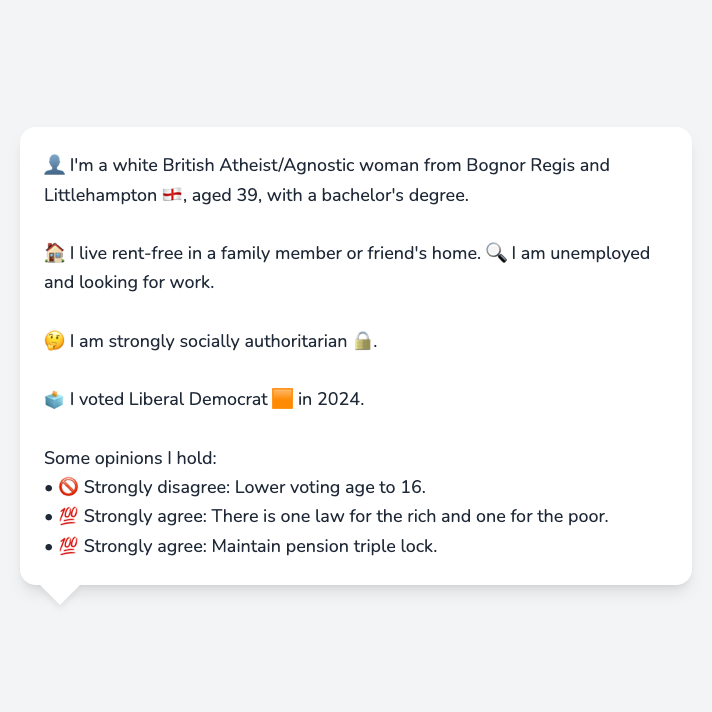 👤 I'm a white British Atheist/Agnostic woman from Bognor Regis and
Littlehampton 🏴󠁧󠁢󠁥󠁮󠁧󠁿, aged 39, with a bachelor's degree.
🏠 I live rent-free in a family member or friend's home. 🔍 I am unemployed
and looking for work.
🤔 I am strongly socially authoritarian 🔒.
🗳️ I voted Liberal Democrat 🟧 in 2024.
Some opinions I hold:
• 🚫 Strongly disagree: Lower voting age to 16.
• 💯 Strongly agree: There is one law for the rich and one for the poor.
• 💯 Strongly agree: Maintain pension triple lock.